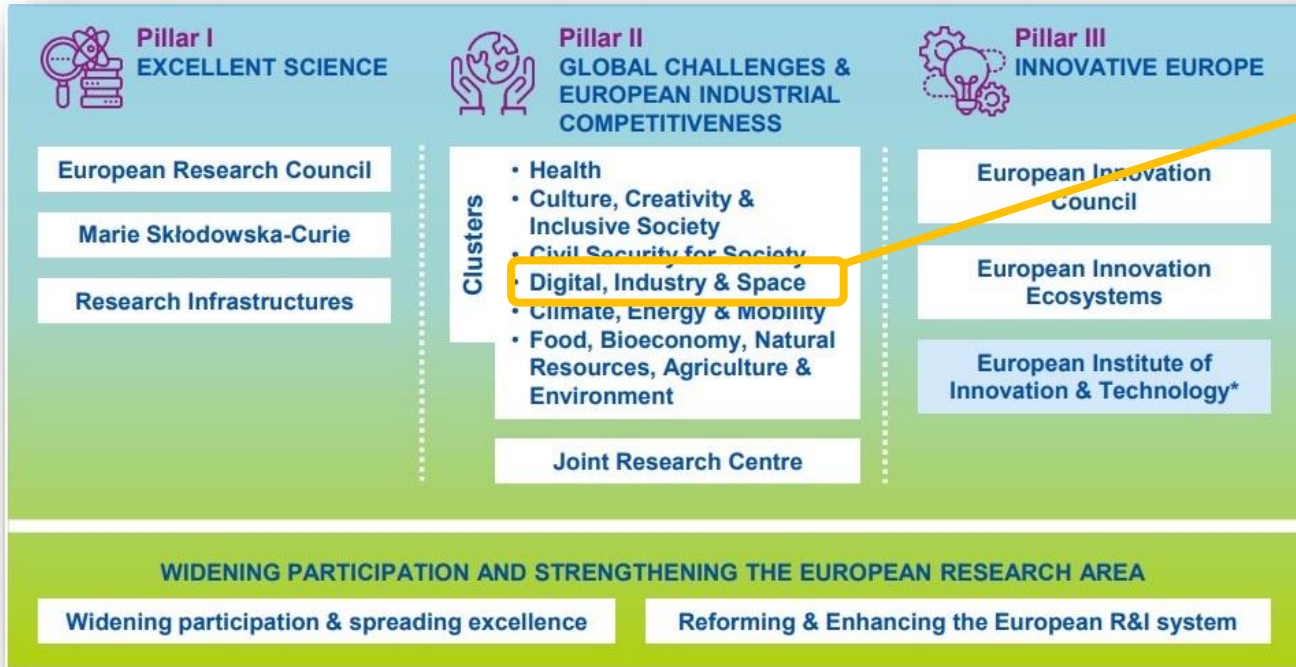 Pillar I
EXCELLENT SCIENCE
European Research Council
Marie Skłodowska-Curie
Research Infrastructures
Pillar II
GLOBAL CHALLENGES &
EUROPEAN INDUSTRIAL
COMPETITIVENESS
Clusters
• Health
• Culture, Creativity &
Inclusive Society
• Civil Security for Society
• Digital, Industry & Space
• Climate, Energy & Mobility
• Food, Bioeconomy, Natural
Resources, Agriculture &
Environment
Joint Research Centre
Pillar III
INNOVATIVE EUROPE
European Innovation
Council
European Innovation
Ecosystems
European Institute of
Innovation & Technology*
WIDENING PARTICIPATION AND STRENGTHENING THE EUROPEAN RESEARCH AREA
Widening participation & spreading excellence
Reforming & Enhancing the European R&I system